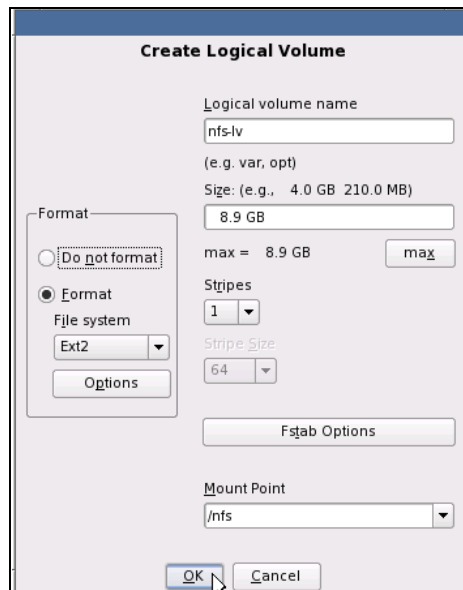 Create Logical Volume
Logical volume name
nfs-lv
(e.g. var, opt)
Size: (e.g., 4.0 GB 210.0 MB)
8.9 GB
max = 8.9 GB
max
Format
Do not format
Format
File system
Ext2
Options
Stripes
1
Stripe Size
64
Fstab Options
Mount Point
/nfs
OK
Cancel